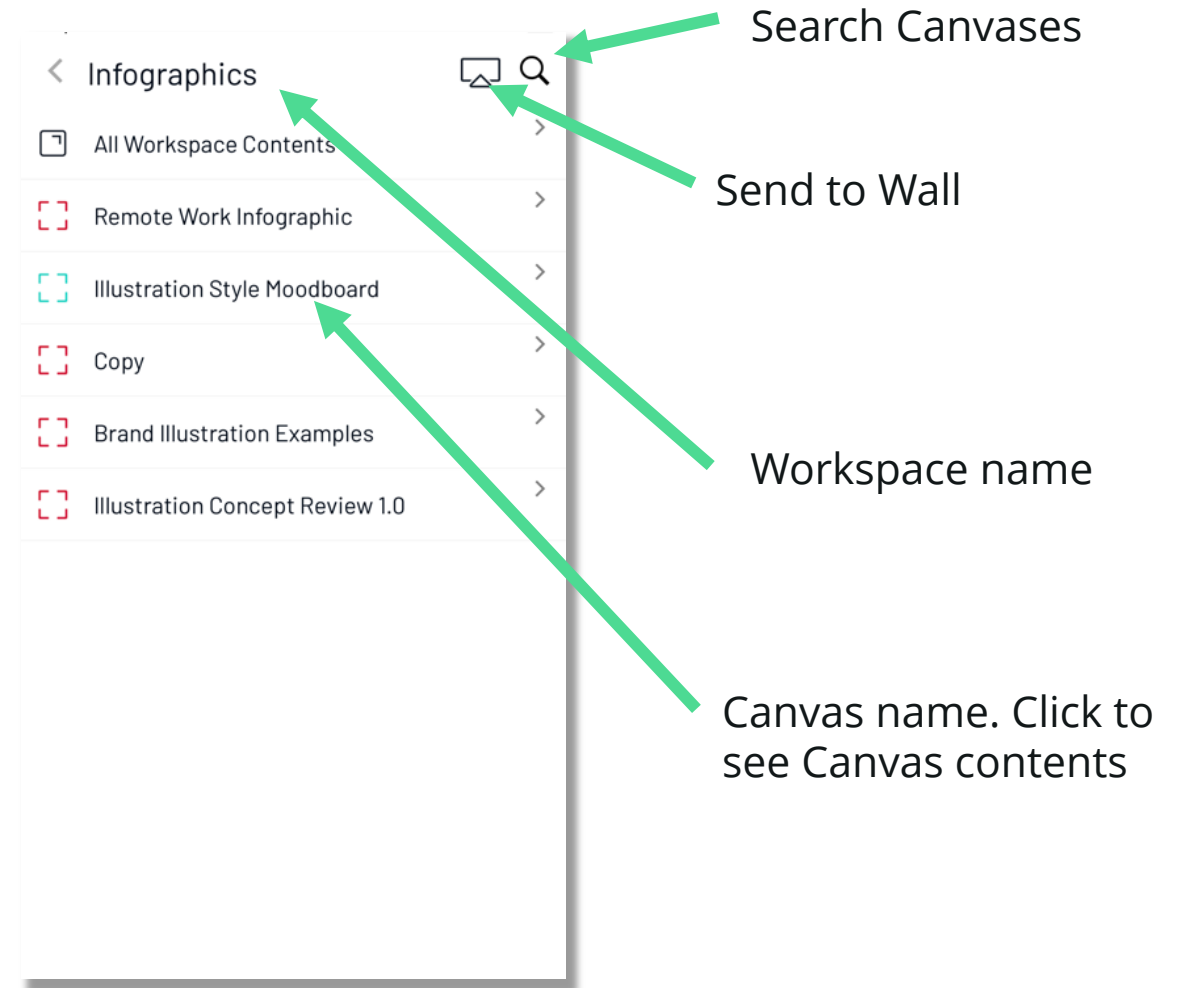 Search Canvases
Infographics
All Workspace Contents
Send to Wall
Remote Work Infographic
Illustration Style Moodboard
Copy
Brand Illustration Examples
Workspace name
Illustration Concept Review 1.0
Canvas name. Click to
see Canvas contents